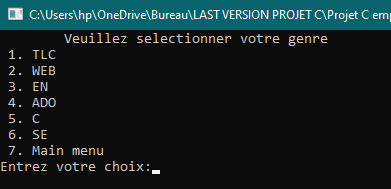 C:\Users\hp\OneDrive\Bureau\LAST VERSION PROJET C\Projet C emp
Veuillez selectionner votre genre
1. TLC
2. WEB
3. EN
4. ADO
5. C
6. SE
7. Main menu
Entrez votre choix: